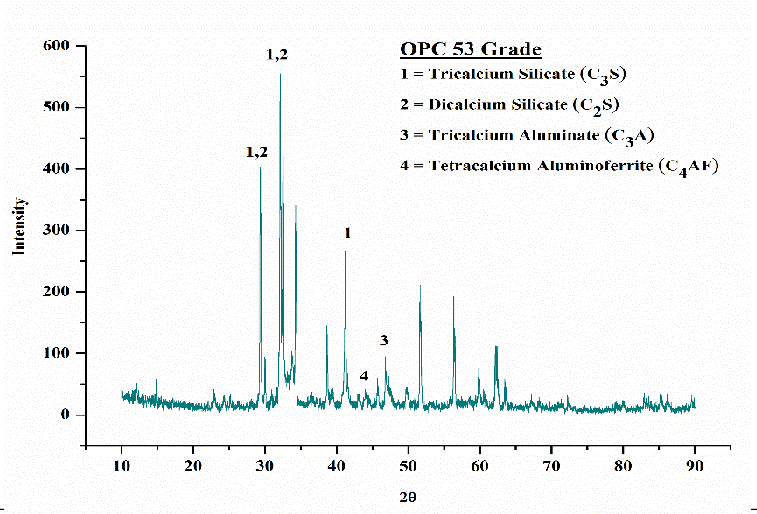 OPC 53 Grade
1 = Tricalcium Silicate (C3S)
2 = Dicalcium Silicate (C2S)
3 = Tricalcium Aluminate (C3A)
4 = Tetracalcium Aluminoferrite (C4AF)
600
500
400
300
200
100
0
Intensity
1,2
1,2
1
3
4
10 20 30 40 50 60 70 80 90
2θ